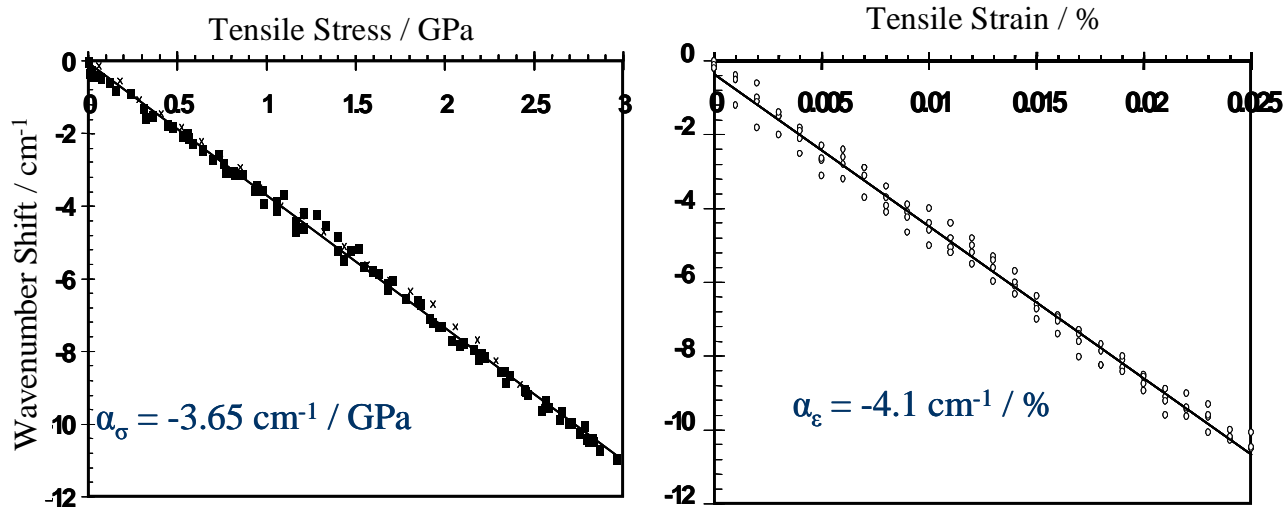 Tensile Stress / GPa
0
0 0.5 1 1.5 2 2.5 3
-2
-4
-6
-8
-10
-12
Wavenumber Shift / cm-1
ασ = -3.65 cm-1 / GPa
Tensile Strain / %
0
0 0.005 0.01 0.015 0.02 0.025
-2
-4
-6
-8
-10
-12
αε = -4.1 cm-1 / %